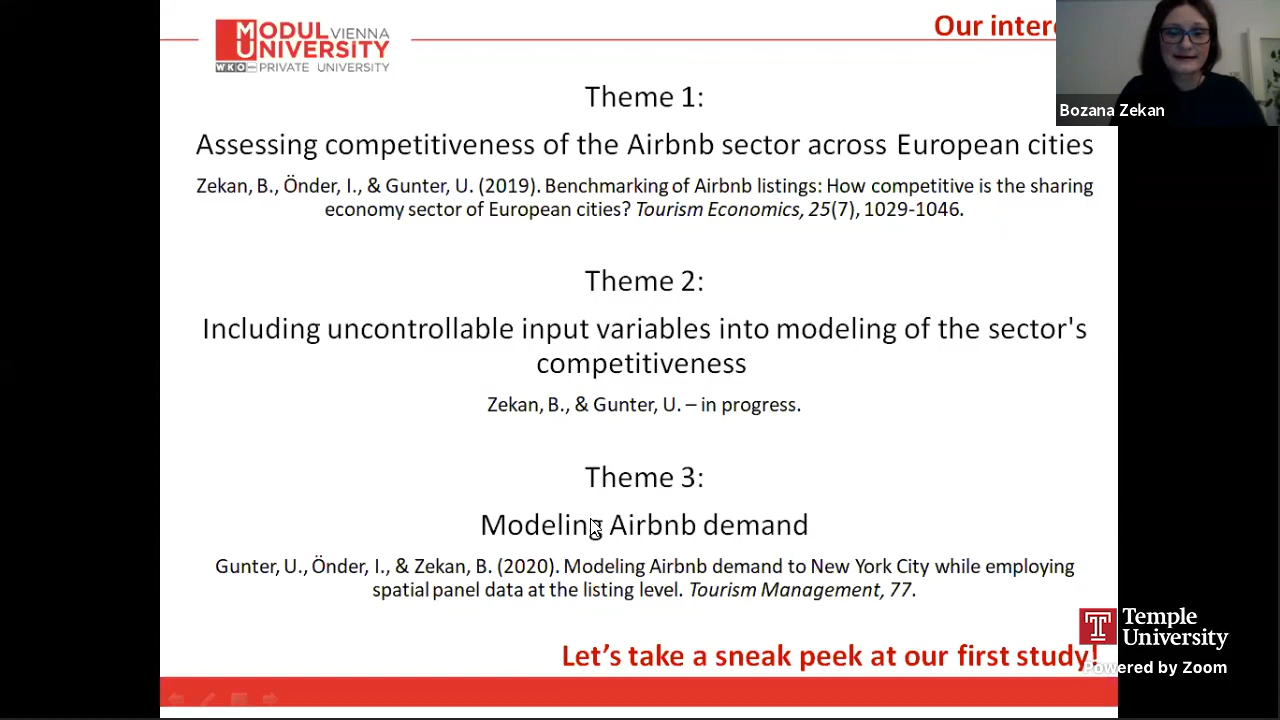 MODUL VIENNA
UNIVERSITY
WKO PRIVATE UNIVERSITY
Our inter
Bozana Zekan
Theme 1:
Assessing competitiveness of the Airbnb sector across European cities
Zekan, B., Önder, I., & Gunter, U. (2019). Benchmarking of Airbnb listings: How competitive is the sharing
economy sector of European cities? Tourism Economics, 25(7), 1029-1046.
Theme 2:
Including uncontrollable input variables into modeling of the sector's
competitiveness
Zekan, B., & Gunter, U. – in progress.
Theme 3:
Modeling Airbnb demand
Gunter, U., Önder, I., & Zekan, B. (2020). Modeling Airbnb demand to New York City while employing
spatial panel data at the listing level. Tourism Management, 77.
Temple
University
Let's take a sneak peek at our first study!
Powered by Zoom